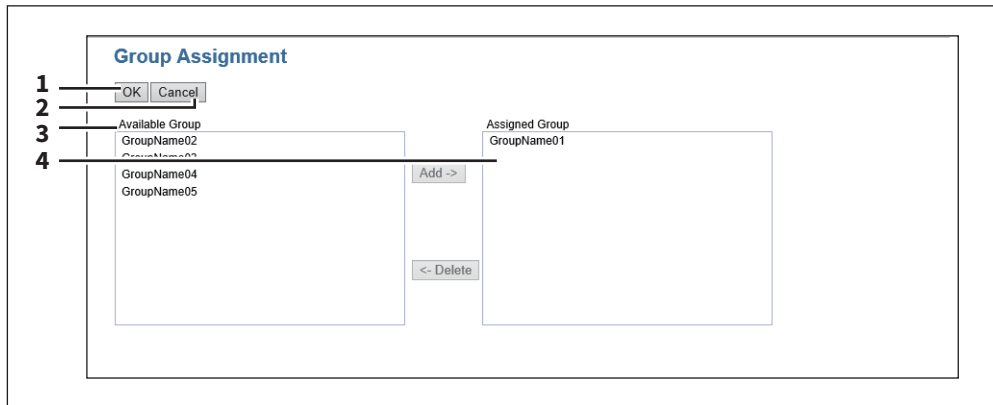 Group Assignment
1
OK Cancel
2
3
Available Group
Assigned Group
GroupName02
GroupName01
4
GroupName04
Add ->
GroupName05
<- Delete